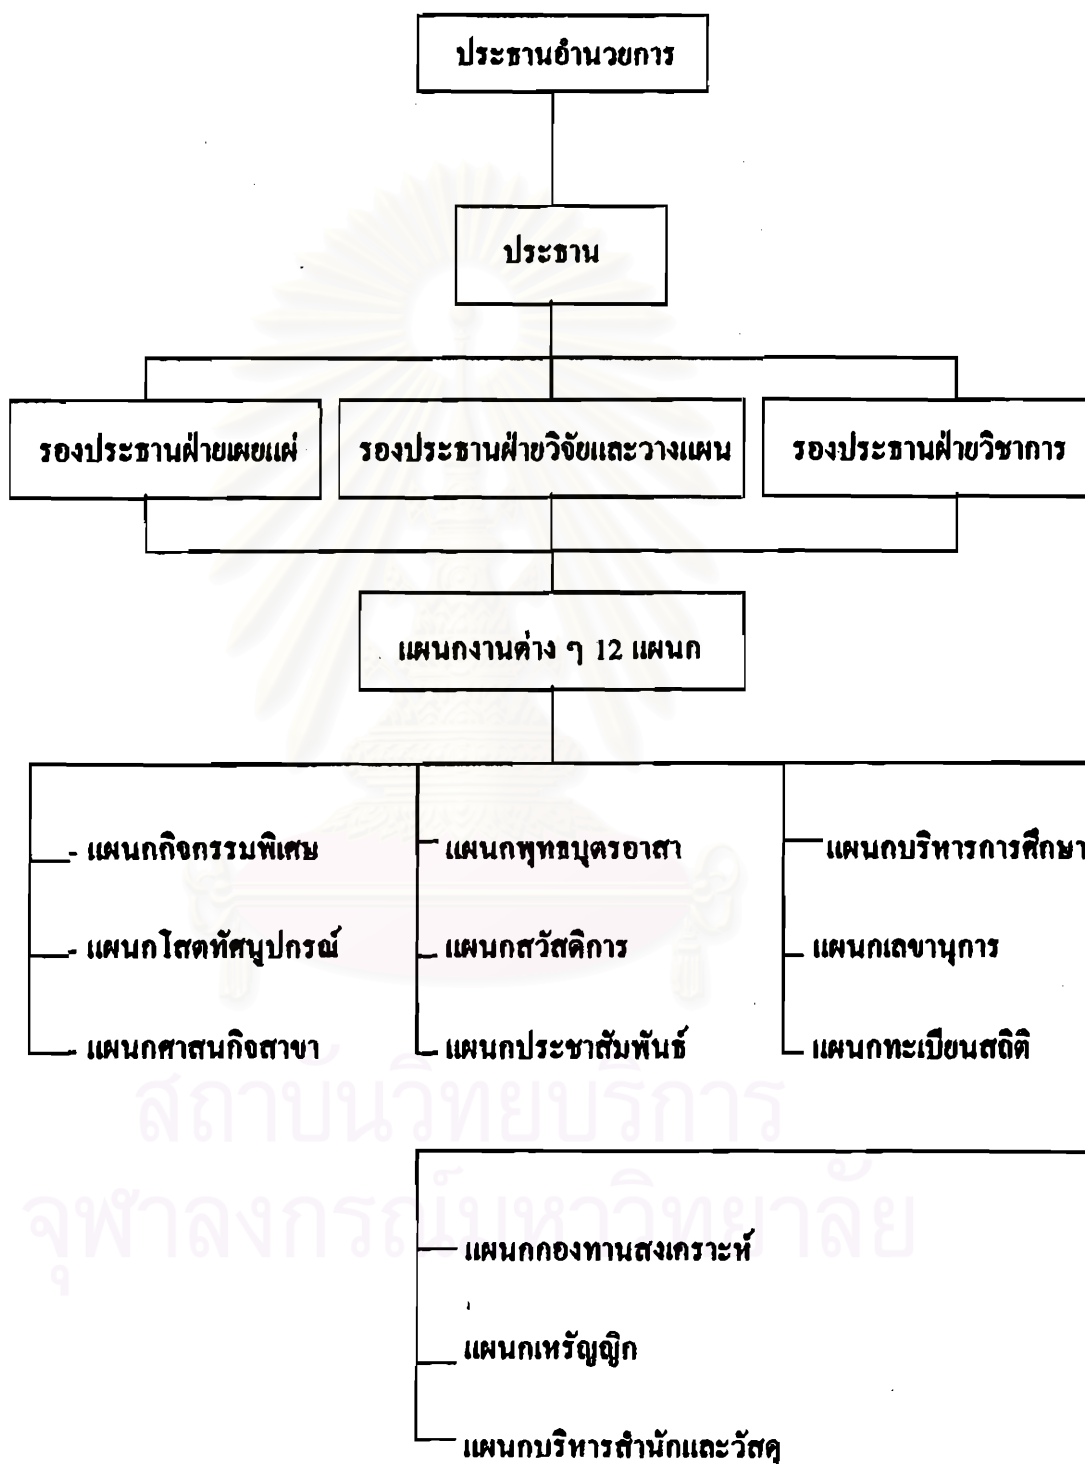 ประธานอำนวยการ
ประธาน
รองประธานฝ่ายเผยแผ่
รองประธานฝ่ายวิจัยและวางแผน
รองประธานฝ่ายวิชาการ
แผนกงานต่าง ๆ 12 แผนก
- แผนกกิจกรรมพิเศษ
แผนกพุทธบุตรอาสา
แผนกบริหารการศึกษา
- แผนกโสตทัศนูปกรณ์
แผนกสวัสดิการ
แผนกเลขานุการ
- แผนกศาสนกิจสาขา
แผนกประชาสัมพันธ์
แผนกทะเบียนสถิติ
สถาบันวิทยบริการ
จุฬาลงกรณ์มหาวิทยาลัย
แผนกกองทานสงเคราะห์
แผนกเหรัญญิก
แผนกบริหารสำนักและวัสดุ